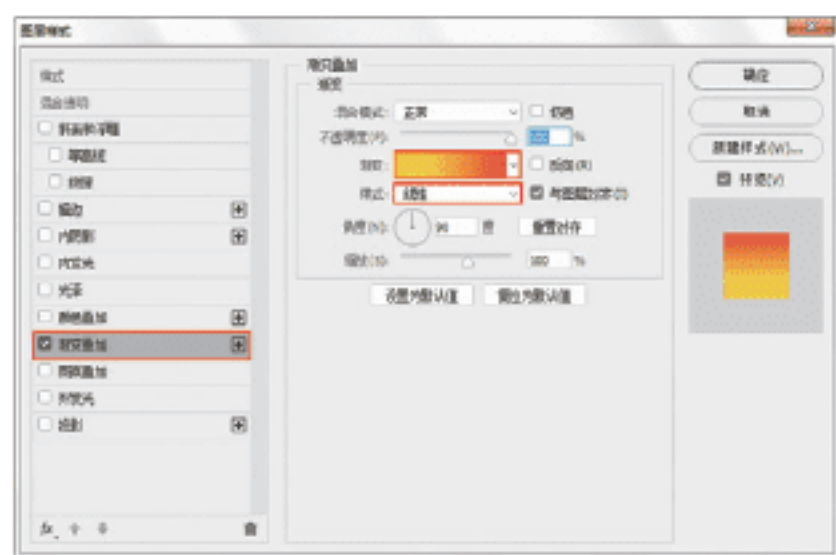 图层样式
样式
混合选项
斜面和浮雕
等高线
纹理
描边
内阴影
内发光
光泽
颜色叠加
渐变叠加
图案叠加
外发光
投影
fx
渐变叠加
渐变
混合模式: 正常 仿色
不透明度(P): 100 %
渐变: 反向(R)
样式: 线性 与图层对齐(I)
角度(N): 90 度 重置对齐
缩放(S): 100 %
设置为默认值 复位为默认值
确定
取消
新建样式(W)...
预览(V)